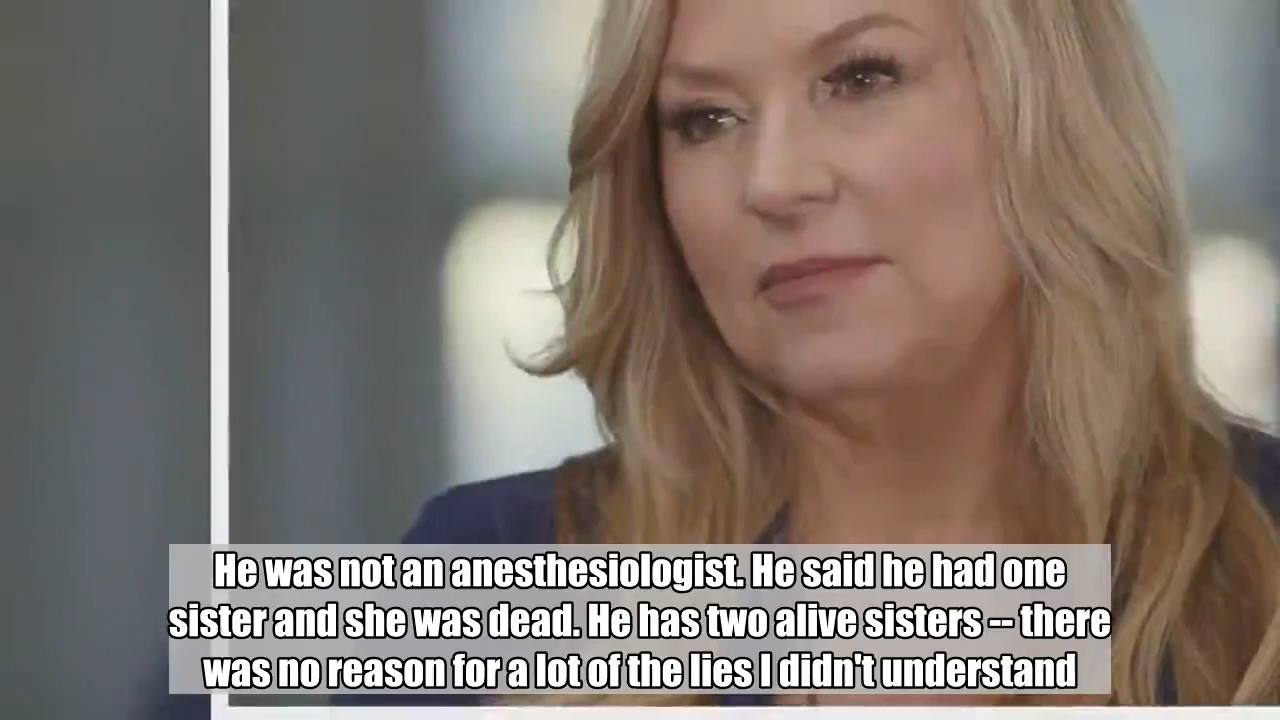 He was not an anesthesiologist. He said he had one
sister and she was dead. He has two alive sisters -- there
was no reason for a lot of the lies I didn't understand